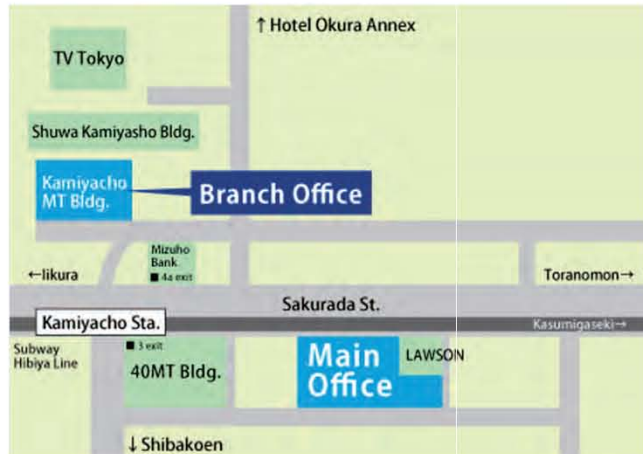 ↑Hotel Okura Annex
TV Tokyo
Shuwa Kamiyasho Bldg.
Kamiyacho
MT Bldg.
Branch Office
Mizuho
Bank
■ 4a exit
←Iikura
Toranomon→
Sakurada St.
Kamiyacho Sta.
Kasumigaseki→
Subway
Hibiya Line
■ 3 exit
40MT Bldg.
Main
Office
LAWSON
↓Shibakoen